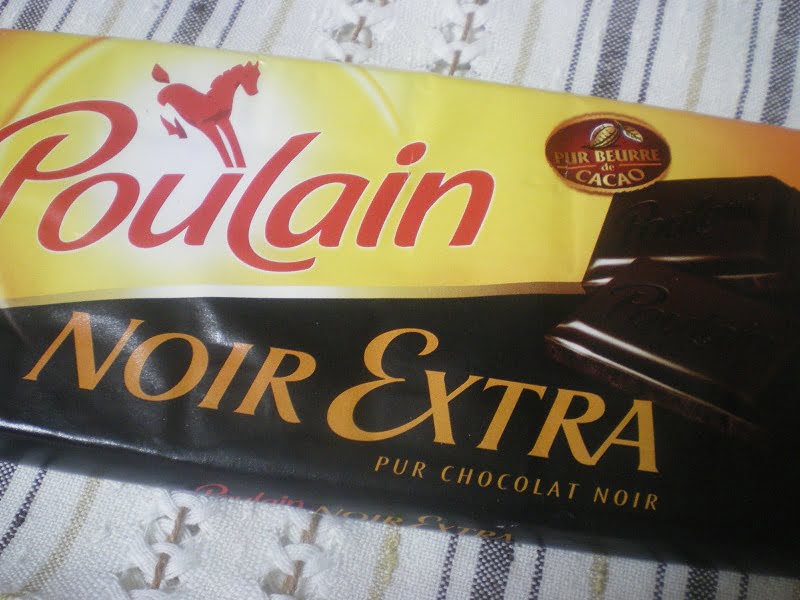 Poulain
PUR BEURRE
de
CACAO
NOIR EXTRA
PUR CHOCOLAT NOIR
Poulain NOIR EXTRA